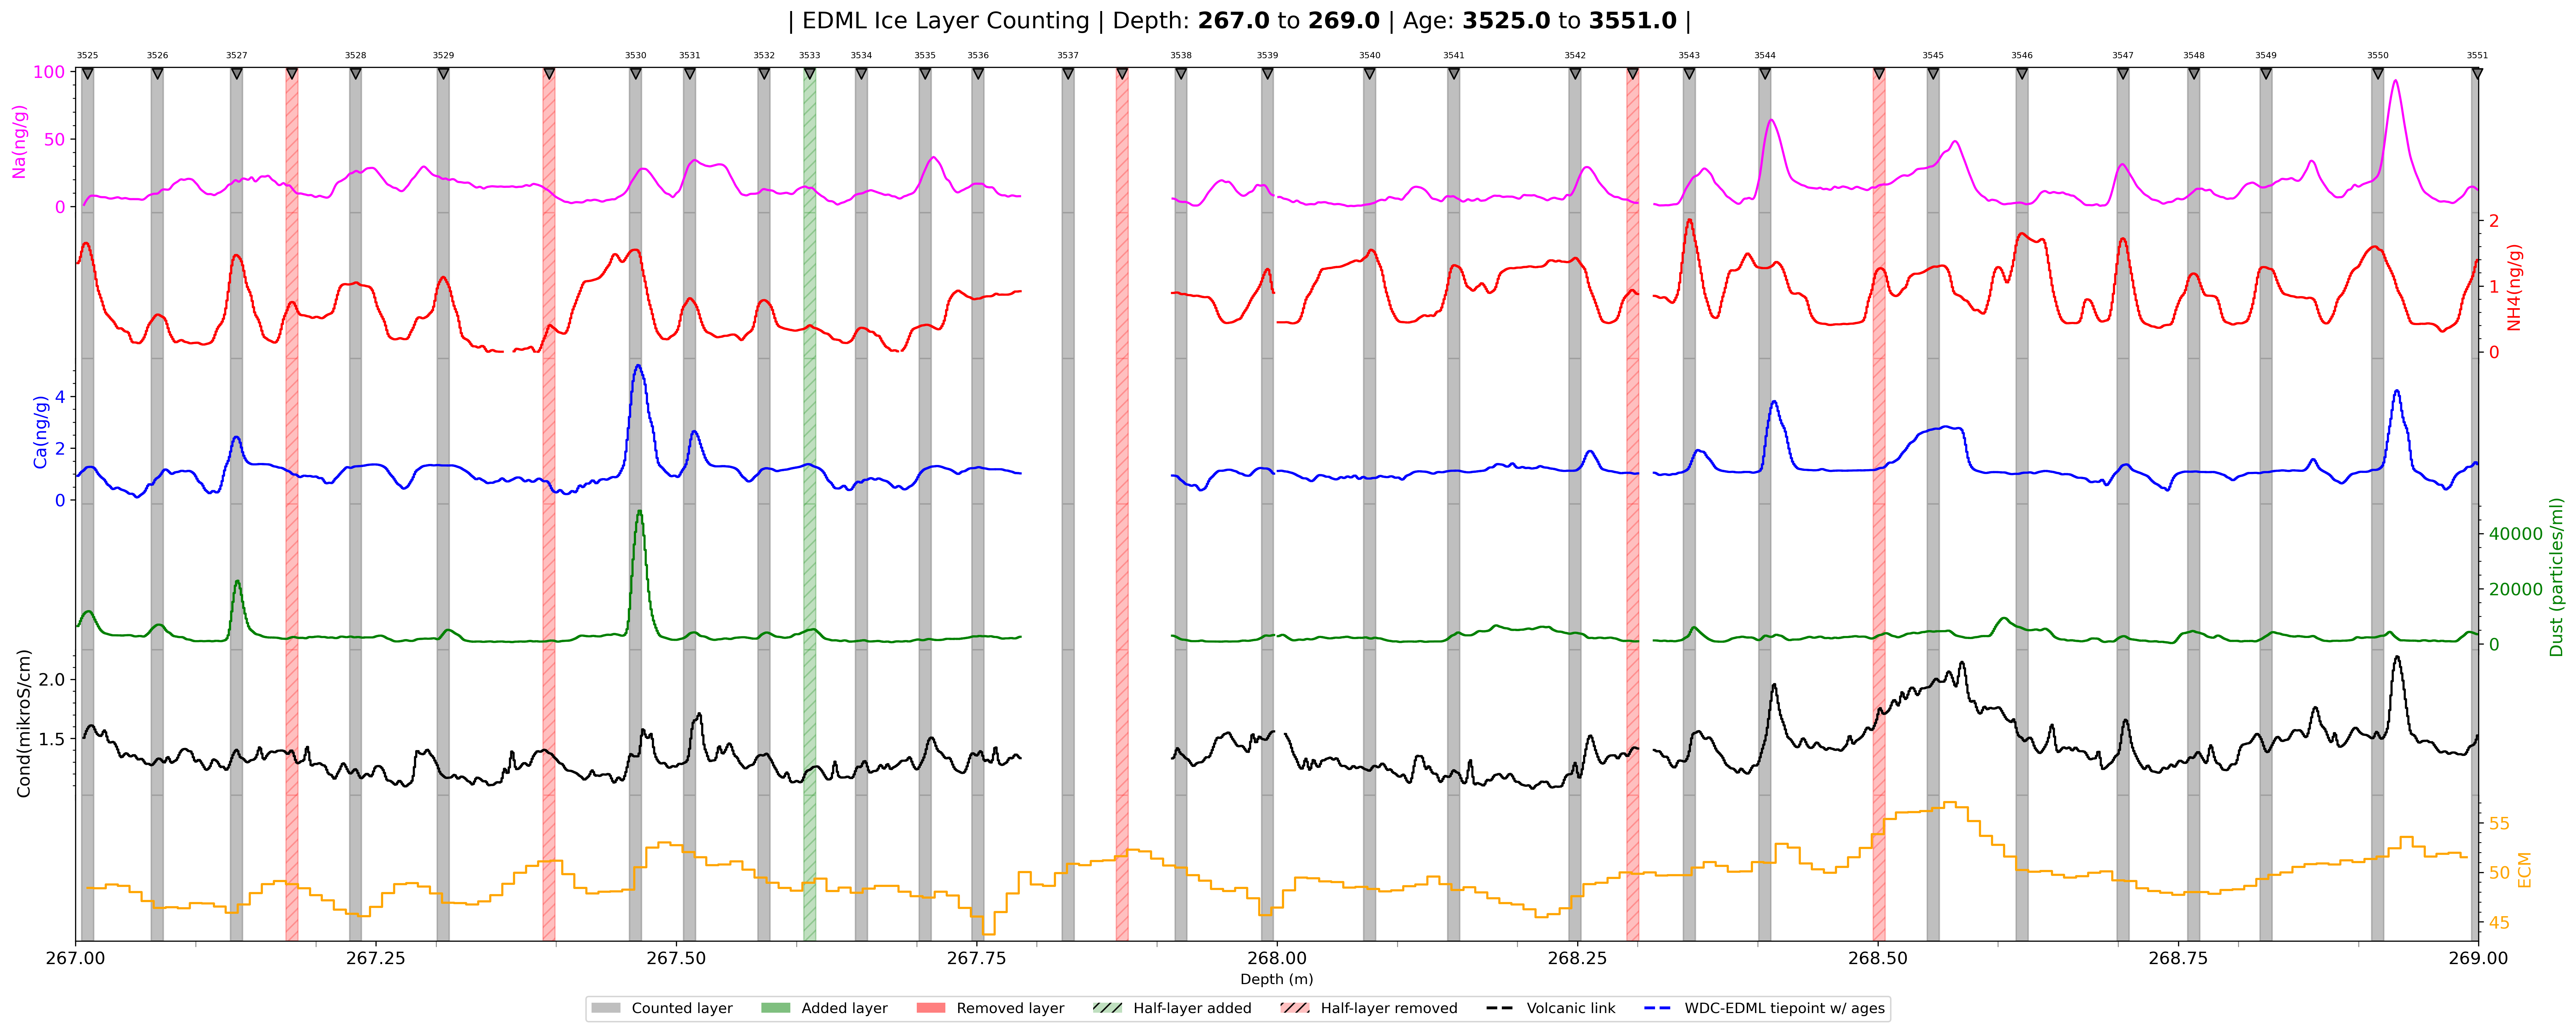 | EDML Ice Layer Counting | Depth: 267.0 to 269.0 | Age: 3525.0 to 3551.0 |
3525 3526 3527 3528 3529 3530 3531 3532 3533 3534 3535 3536 3537 3538 3539 3540 3541 3542 3543 3544 3545 3546 3547 3548 3549 3550 3551
Na(ng/g)
100
50
0
NH4(ng/g)
2
1
0
Ca(ng/g)
4
2
0
Dust (particles/ml)
40000
20000
0
Cond(mikroS/cm)
2.0
1.5
ECM
55
50
45
267.00 267.25 267.50 267.75 268.00 268.25 268.50 268.75 269.00
Depth (m)
Counted layer Added layer Removed layer Half-layer added Half-layer removed Volcanic link WDC-EDML tiepoint w/ ages